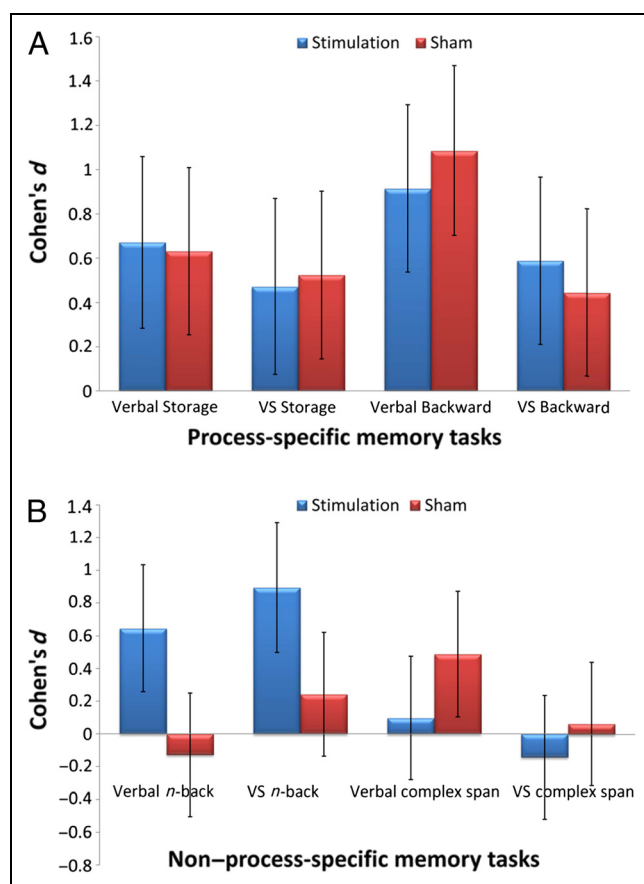 A
1.6
1.4
1.2
1
0.8
0.6
0.4
0.2
0
Cohen's d
Stimulation Sham
Verbal Storage VS Storage Verbal Backward VS Backward
Process-specific memory tasks
B
1.4
1.2
1
0.8
0.6
0.4
0.2
0
–0.2
–0.4
–0.6
–0.8
Cohen's d
Stimulation Sham
Verbal n-back VS n-back Verbal complex span VS complex span
Non–process-specific memory tasks